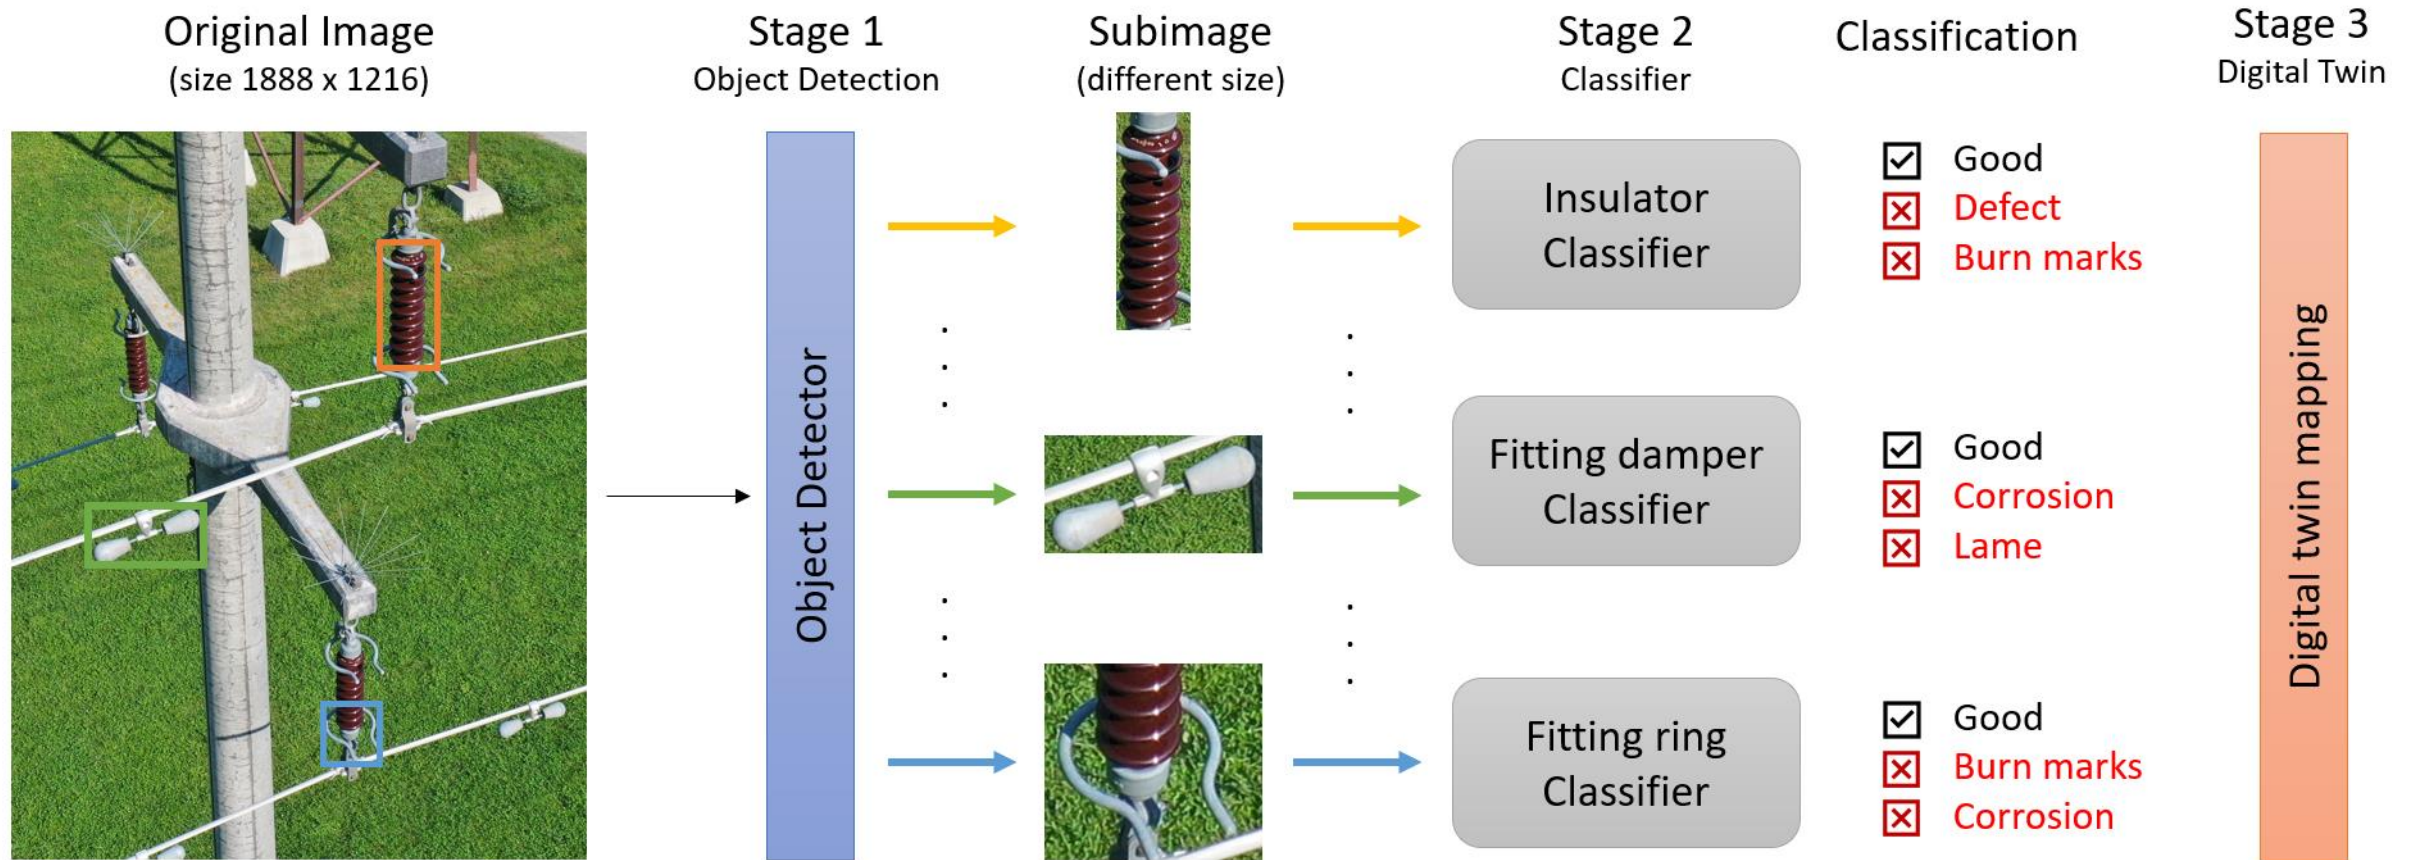 Original Image
(size 1888 x 1216)
Stage 1
Object Detection
Subimage
(different size)
Stage 2
Classifier
Classification
Stage 3
Digital Twin
Object Detector
Insulator
Classifier
Good
Defect
Burn marks
Fitting damper
Classifier
Good
Corrosion
Lame
Fitting ring
Classifier
Good
Burn marks
Corrosion
Digital twin mapping